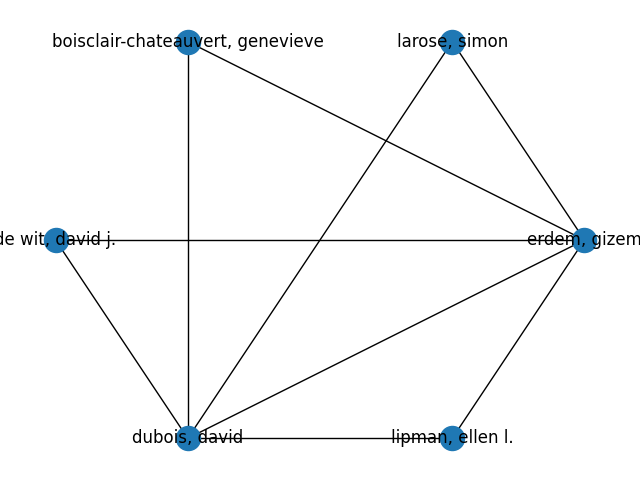 boisclair-chateauvert, genevieve
larose, simon
de wit, david j.
erdem, gizem
dubois, david
lipman, ellen l.